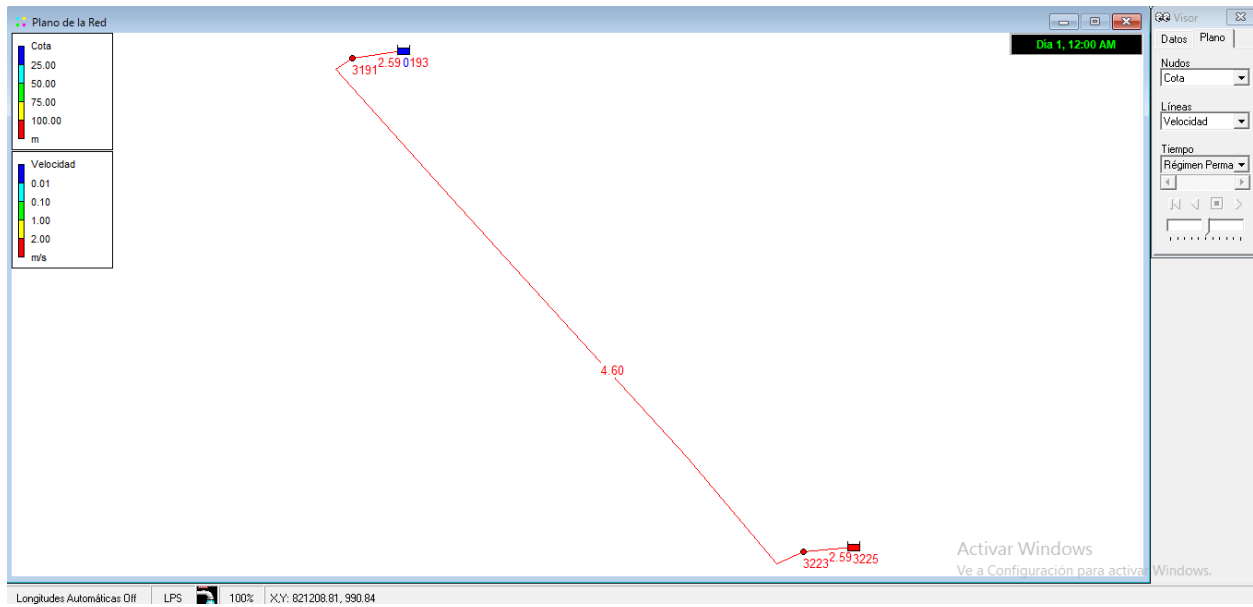 Plano de la Red
Cota
25.00
50.00
75.00
100.00
m
Velocidad
0.01
0.10
1.00
2.00
m/s
Día 1, 12:00 AM
3191
2.59
0193
4.60
3223
2.59
3225
Visor
Datos Plano
Nudos
Cota
Líneas
Velocidad
Tiempo
Régimen Perma
Activar Windows
Ve a Configuración para activar Windows.
Longitudes Automáticas Off LPS 100% X,Y: 821208.81, 990.84